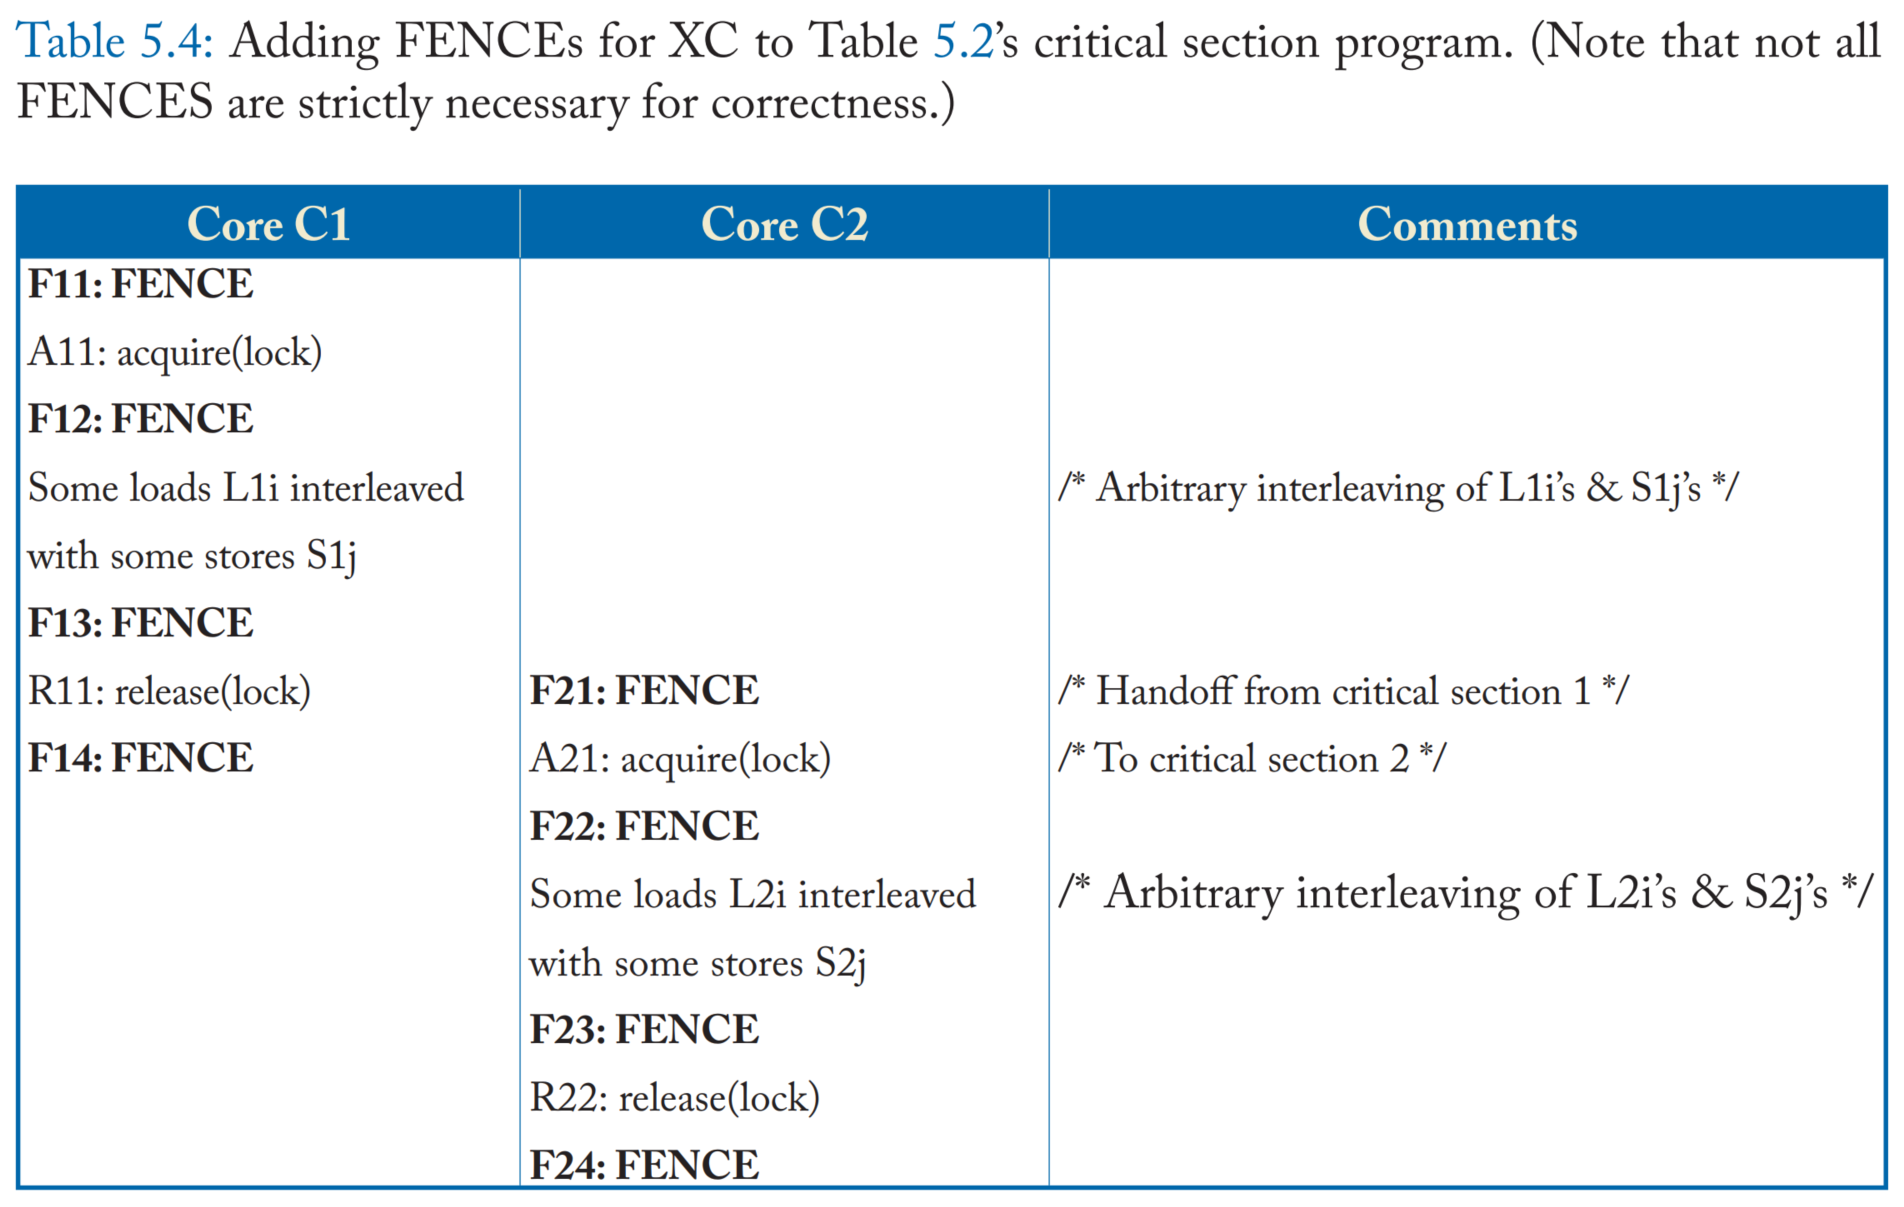 Table 5.4: Adding FENCEs for XC to Table 5.2’s critical section program. (Note that not all
FENCES are strictly necessary for correctness.)
Core C1 Core C2 Comments
F11: FENCE
A11: acquire(lock)
F12: FENCE
Some loads L1i interleaved /* Arbitrary interleaving of L1i’s & S1j’s */
with some stores S1j
F13: FENCE
R11: release(lock) F21: FENCE /* Handoff from critical section 1 */
F14: FENCE A21: acquire(lock) /* To critical section 2 */
F22: FENCE
Some loads L2i interleaved /* Arbitrary interleaving of L2i’s & S2j’s */
with some stores S2j
F23: FENCE
R22: release(lock)
F24: FENCE